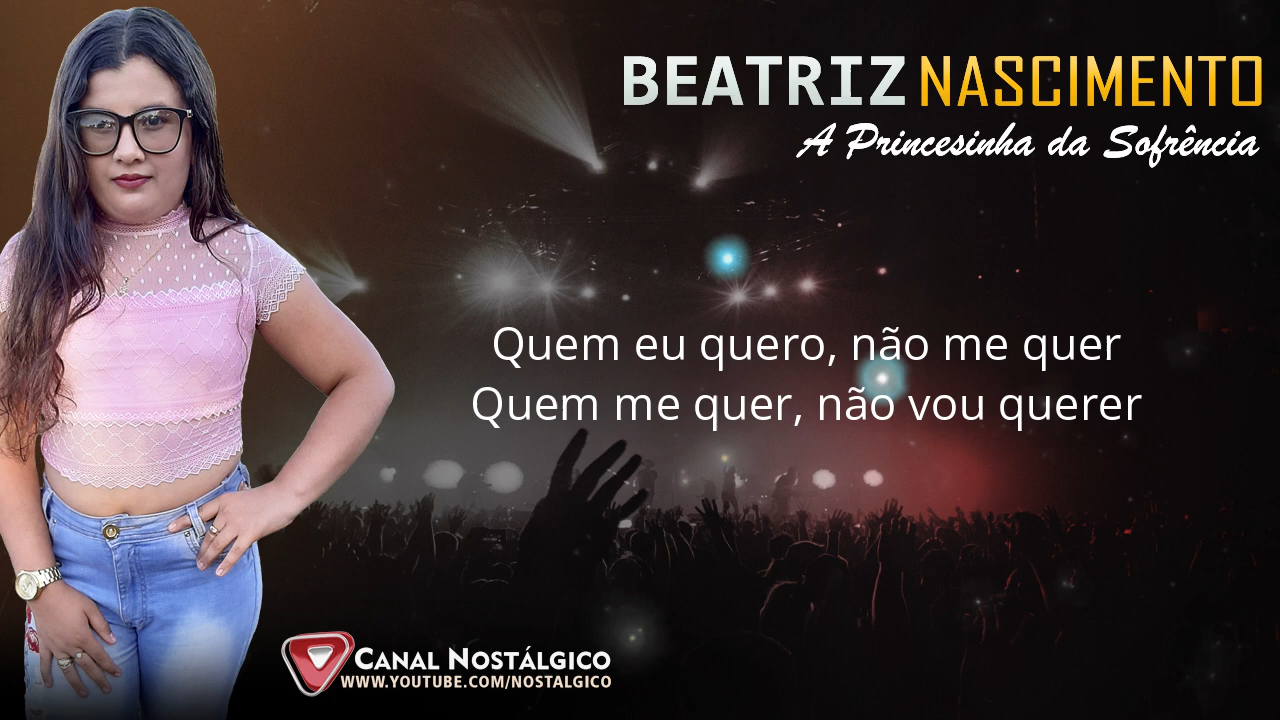 BEATRIZ NASCIMENTO
A Princesinha da Sofrência
Quem eu quero, não me quer
Quem me quer, não vou querer
CANAL NOSTÁLGICO
WWW.YOUTUBE.COM/NOSTALGICO